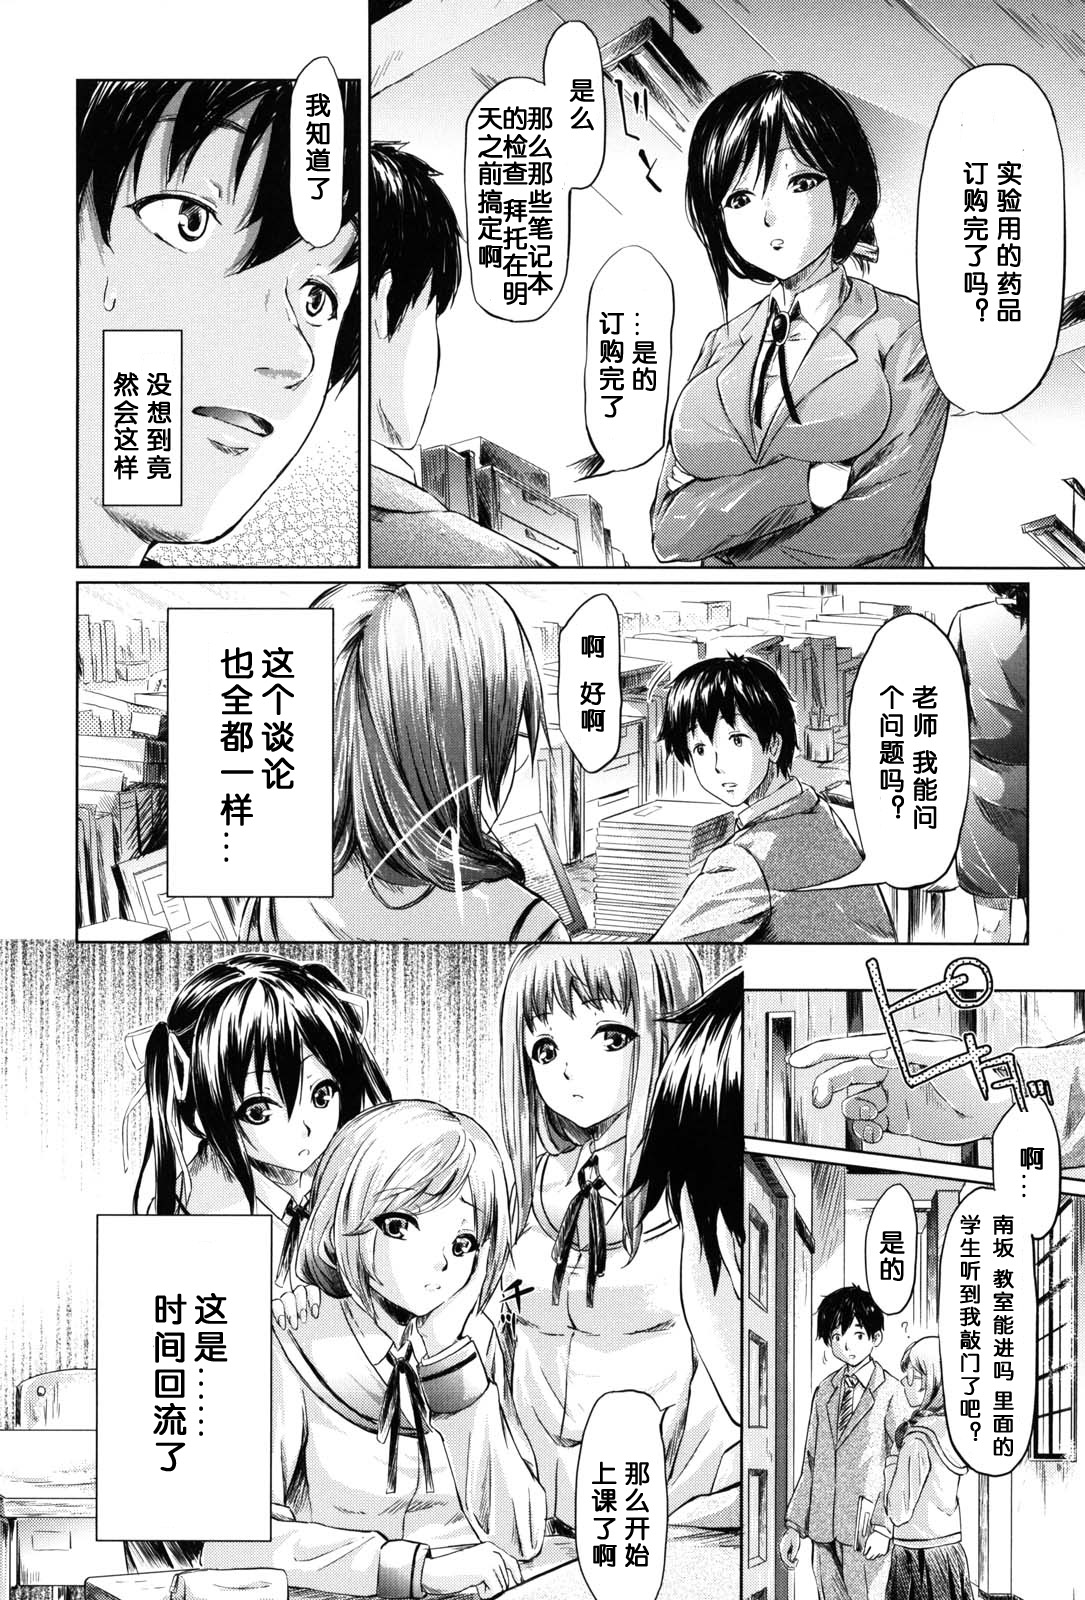 实验用的药品
订购完了吗？
…是的
订购完了
是么
那么那些笔记本
的检查 拜托在明
天之前搞定啊
我知道了
没想到竟
然会这样
老师 我能问
个问题吗？
啊 好啊
这个谈论
也全都一样…
啊…
南坂 教室能进吗 里面的
学生听到我敲门了吧？
是的
？
这是……
时间回流了
那么开始
上课了啊